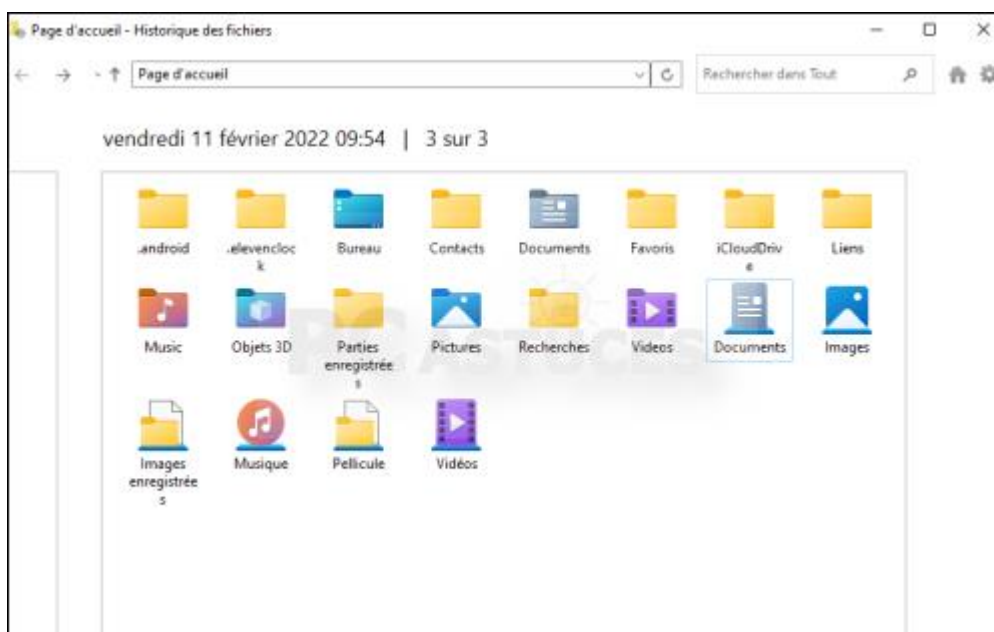 Page d'accueil - Historique des fichiers
Page d'accueil
Rechercher dans Tout
vendredi 11 février 2022 09:54 | 3 sur 3
.android .elevencloc Bureau Contacts Documents Favoris iCloudDriv Liens
k e
Music Objets 3D Parties Pictures Recherches Videos Documents Images
enregistrée
s
PC ASTUCES
Images Musique Pellicule Vidéos
enregistrée
s